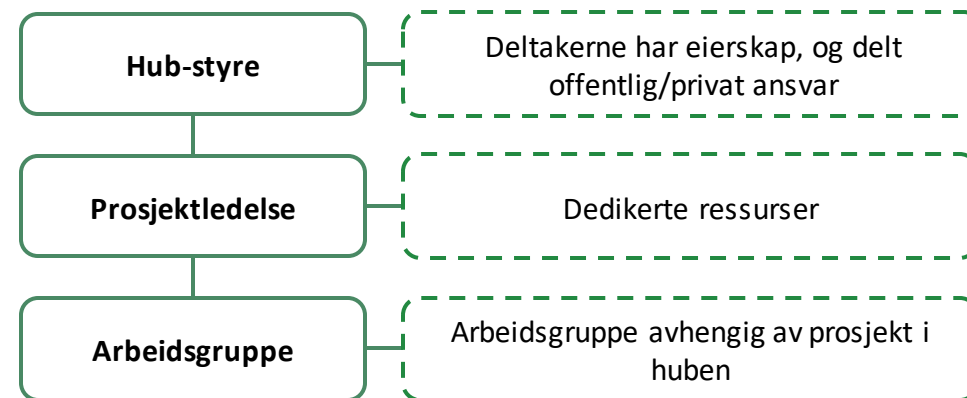 Hub-styre
Deltakerne har eierskap, og delt
offentlig/privat ansvar
Prosjektledelse
Dedikerte ressurser
Arbeidsgruppe
Arbeidsgruppe avhengig av prosjekt i
huben